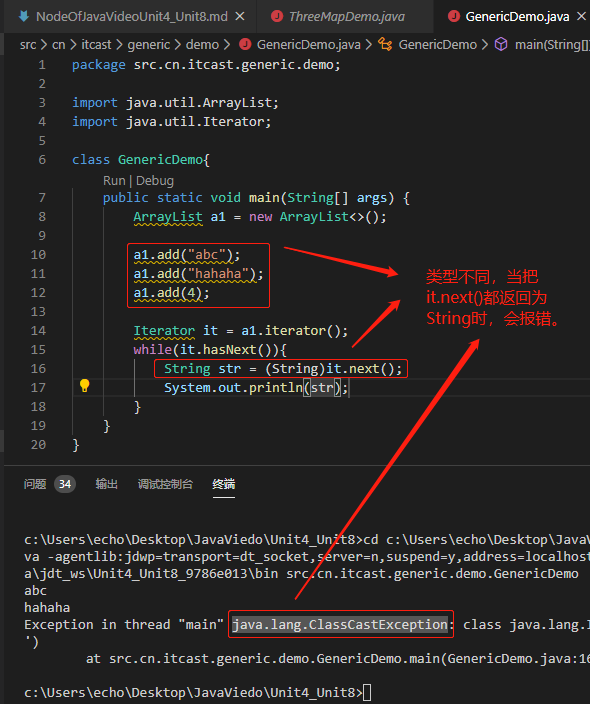 NodeOfJavaVideoUnit4_Unit8.md ✕ ThreeMapDemo.java GenericDemo.java ✕
src > cn > itcast > generic > demo > GenericDemo.java > GenericDemo > main(String[]
1 package src.cn.itcast.generic.demo;
2
3 import java.util.ArrayList;
4 import java.util.Iterator;
5
6 class GenericDemo{
Run | Debug
7 public static void main(String[] args) {
8 ArrayList a1 = new ArrayList<>();
9
10 a1.add("abc");
11 a1.add("hahaha");
12 a1.add(4);
13
14 Iterator it = a1.iterator();
15 while(it.hasNext()){
16 String str = (String)it.next();
17 System.out.println(str);
18 }
19 }
20 }
类型不同，当把
it.next()都返回为
String时，会报错。
问题 34 输出 调试控制台 终端
c:\Users\echo\Desktop\JavaViedo\Unit4_Unit8>cd c:\Users\echo\Desktop\JavaV
va -agentlib:jdwp=transport=dt_socket,server=n,suspend=y,address=localhost
a\jdt_ws\Unit4_Unit8_9786e013\bin src.cn.itcast.generic.demo.GenericDemo
abc
hahaha
Exception in thread "main" java.lang.ClassCastException: class java.lang.I
')
at src.cn.itcast.generic.demo.GenericDemo.main(GenericDemo.java:16
c:\Users\echo\Desktop\JavaViedo\Unit4_Unit8>